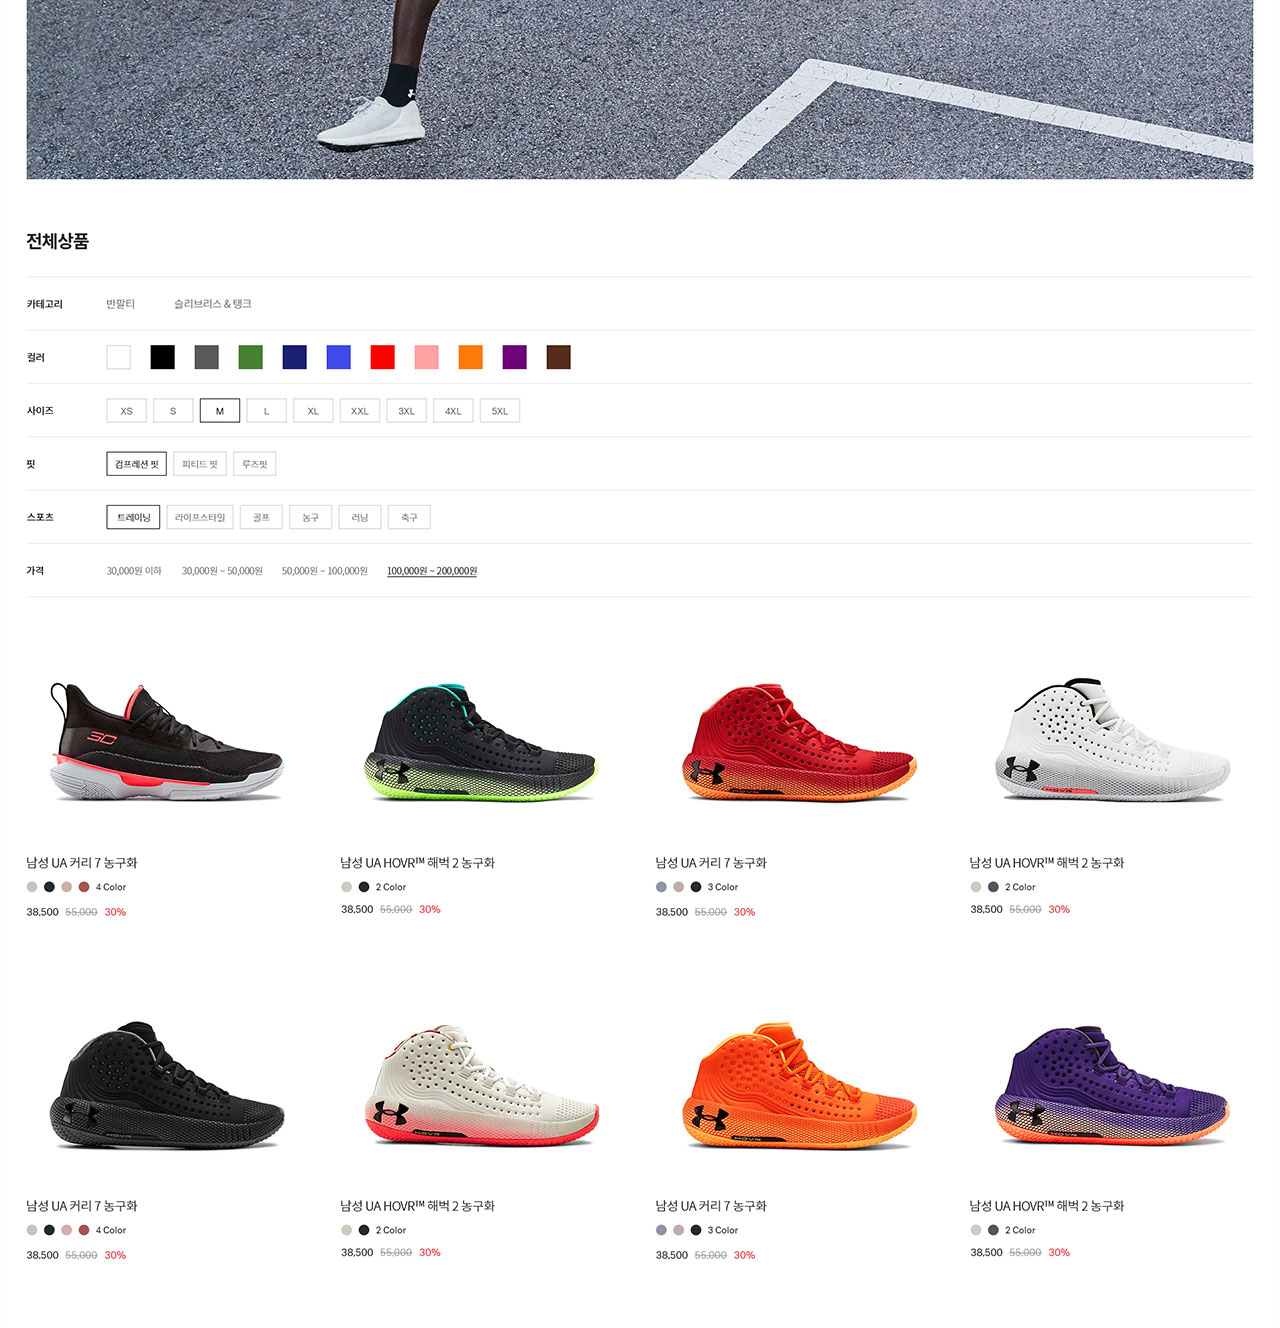 전체상품
카테고리 반팔티 슬리브리스 & 탱크
컬러
사이즈 XS S M L XL XXL 3XL 4XL 5XL
핏 컴프레션 핏 피티드 핏 루즈핏
스포츠 트레이닝 라이프스타일 골프 농구 러닝 축구
가격 30,000원 이하 30,000원 ~ 50,000원 50,000원 ~ 100,000원 100,000원 ~ 200,000원
남성 UA 커리 7 농구화
4 Color
38,500 55,000 30%
남성 UA HOVR™ 해벅 2 농구화
2 Color
38,500 55,000 30%
남성 UA 커리 7 농구화
3 Color
38,500 55,000 30%
남성 UA HOVR™ 해벅 2 농구화
2 Color
38,500 55,000 30%
남성 UA 커리 7 농구화
4 Color
38,500 55,000 30%
남성 UA HOVR™ 해벅 2 농구화
2 Color
38,500 55,000 30%
남성 UA 커리 7 농구화
3 Color
38,500 55,000 30%
남성 UA HOVR™ 해벅 2 농구화
2 Color
38,500 55,000 30%